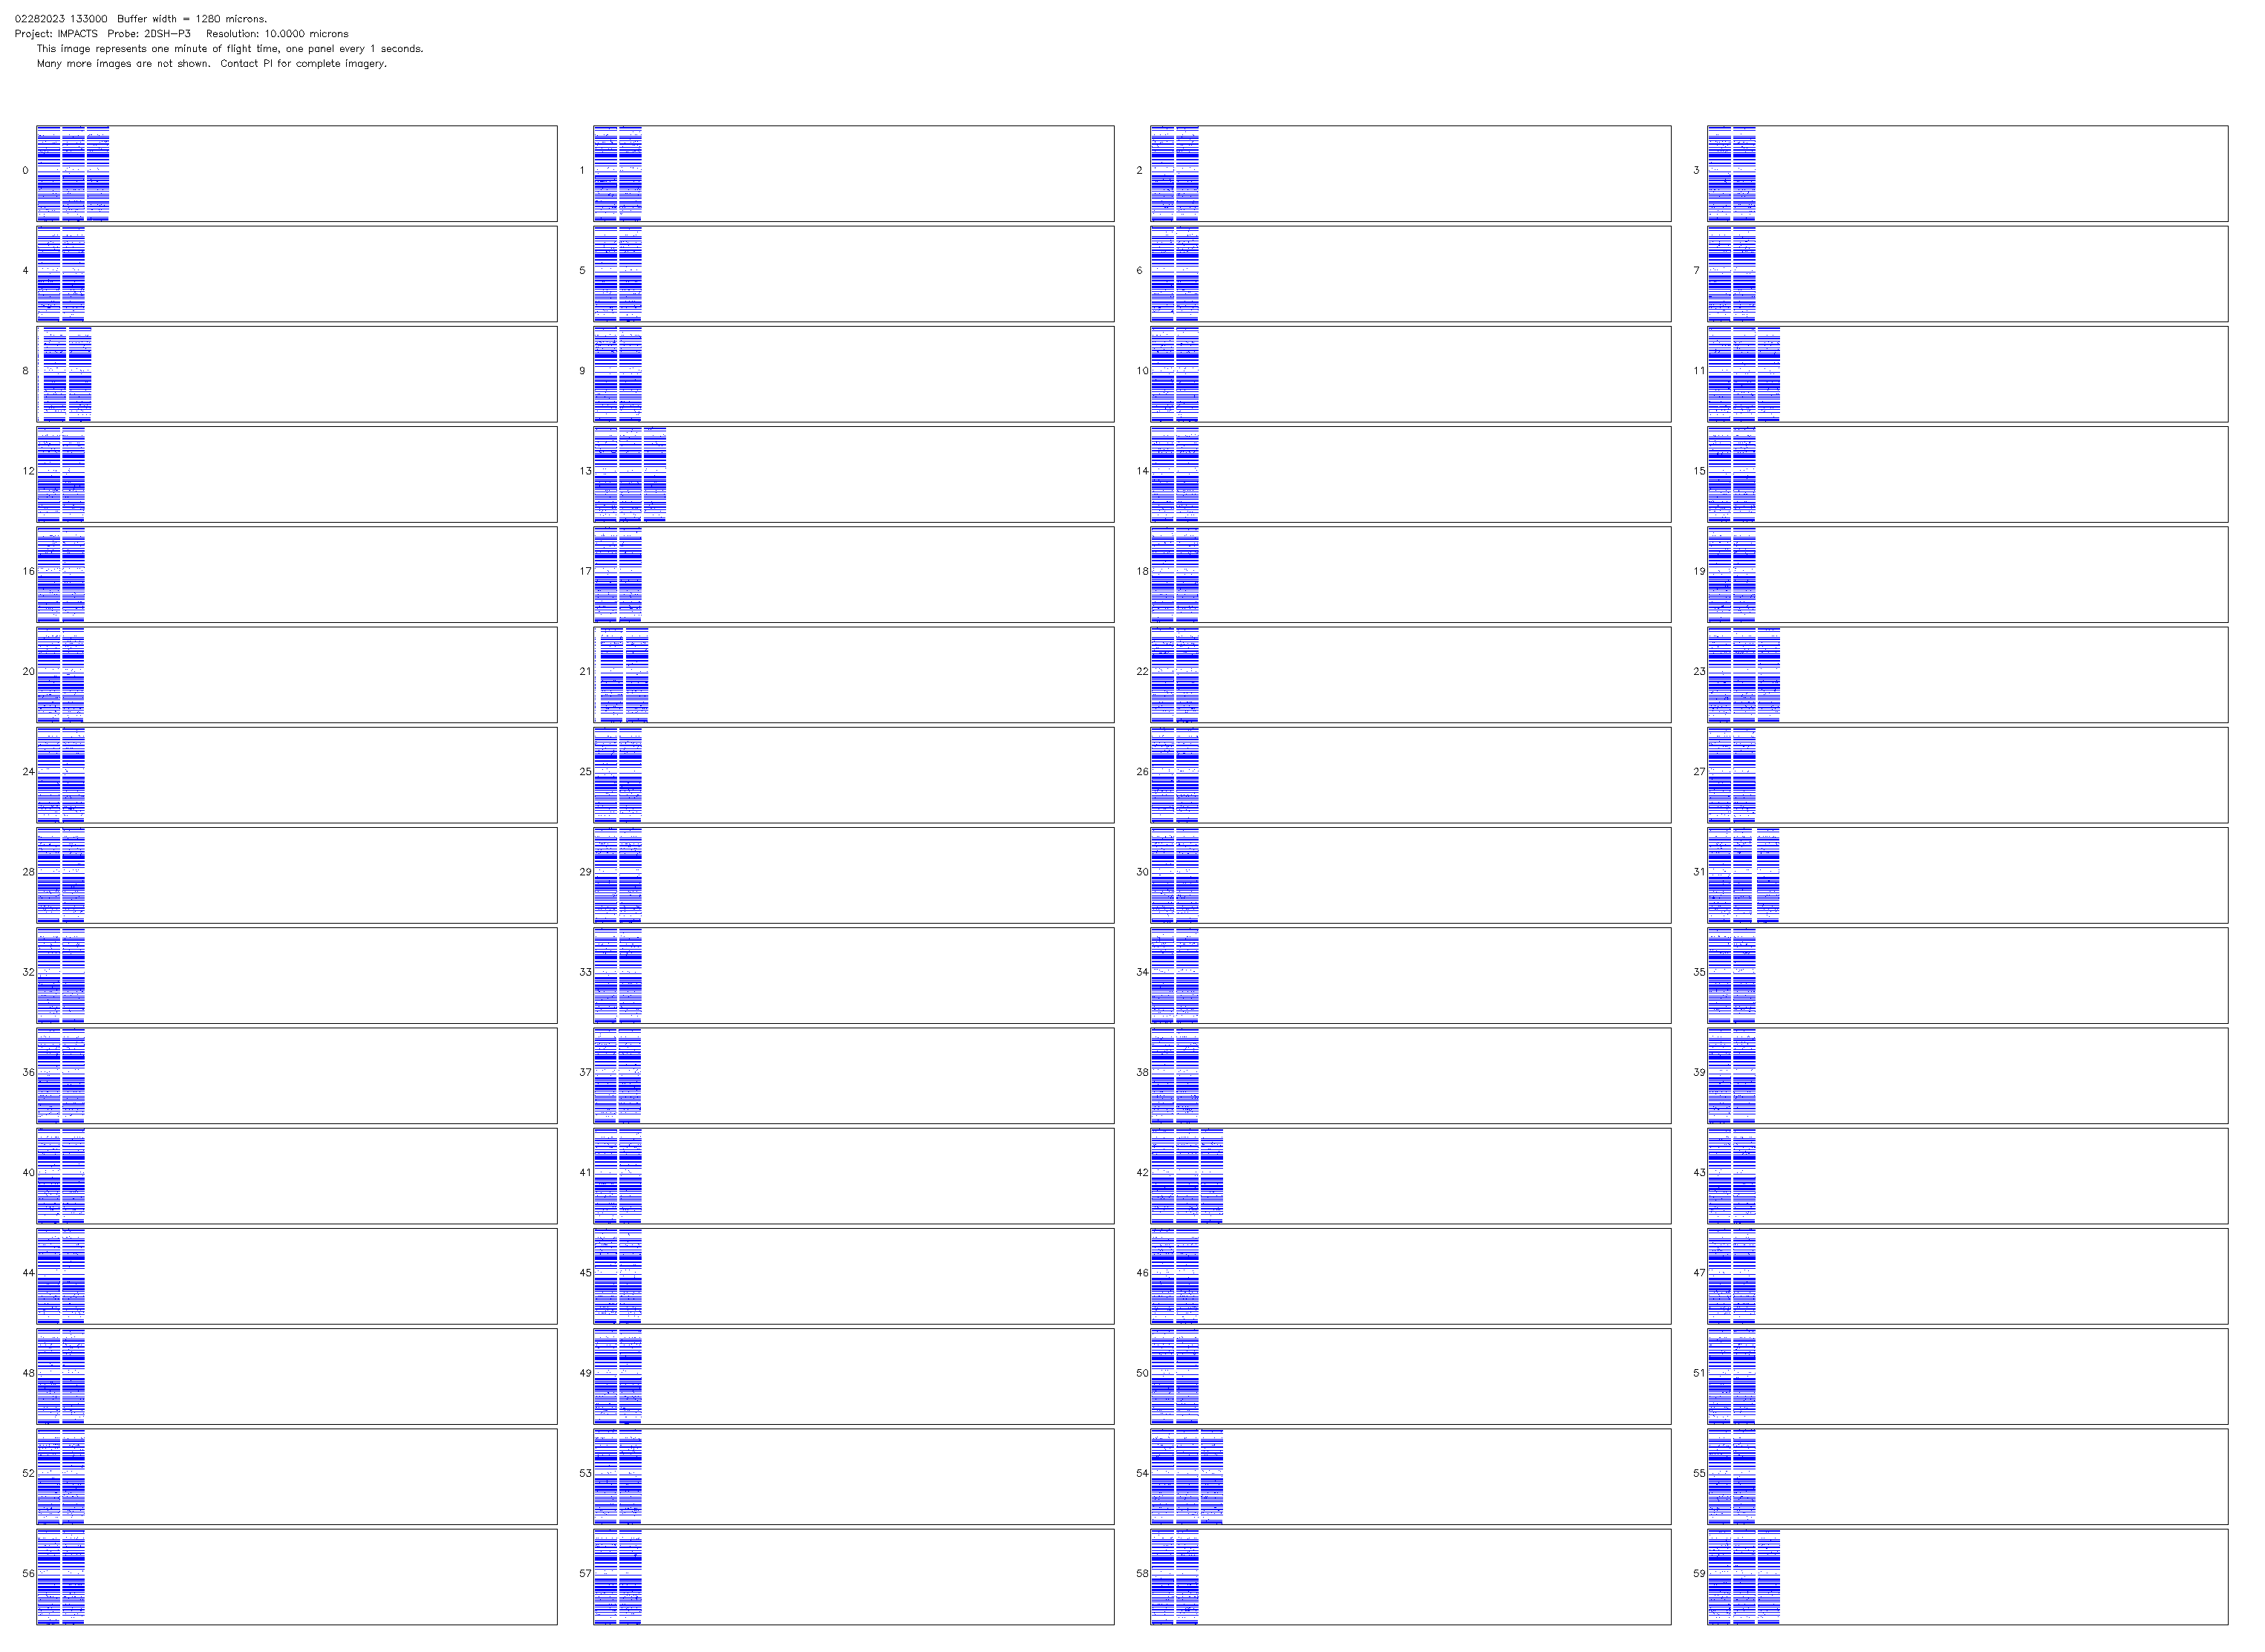 02282023 133000  Buffer width = 1280 microns.
Project: IMPACTS  Probe: 2DSH-P3   Resolution: 10.0000 microns
This image represents one minute of flight time, one panel every 1 seconds.
Many more images are not shown.  Contact PI for complete imagery.
0 1 2 3
4 5 6 7
8 9 10 11
12 13 14 15
16 17 18 19
20 21 22 23
24 25 26 27
28 29 30 31
32 33 34 35
36 37 38 39
40 41 42 43
44 45 46 47
48 49 50 51
52 53 54 55
56 57 58 59